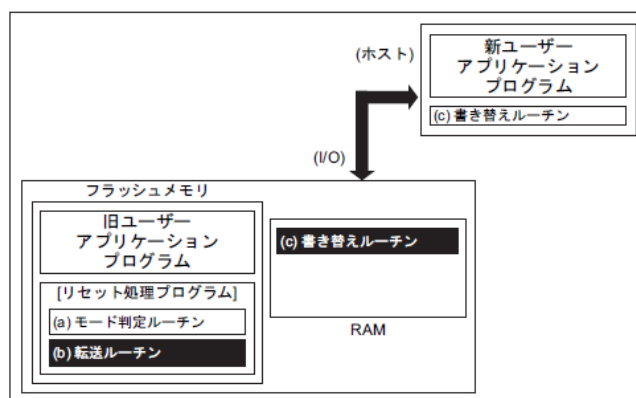 (ホスト)
新ユーザー
アプリケーション
プログラム
(c) 書き替えルーチン
(I/O)
フラッシュメモリ
旧ユーザー
アプリケーション
プログラム
[リセット処理プログラム]
(a) モード判定ルーチン
(b) 転送ルーチン
(c) 書き替えルーチン
RAM